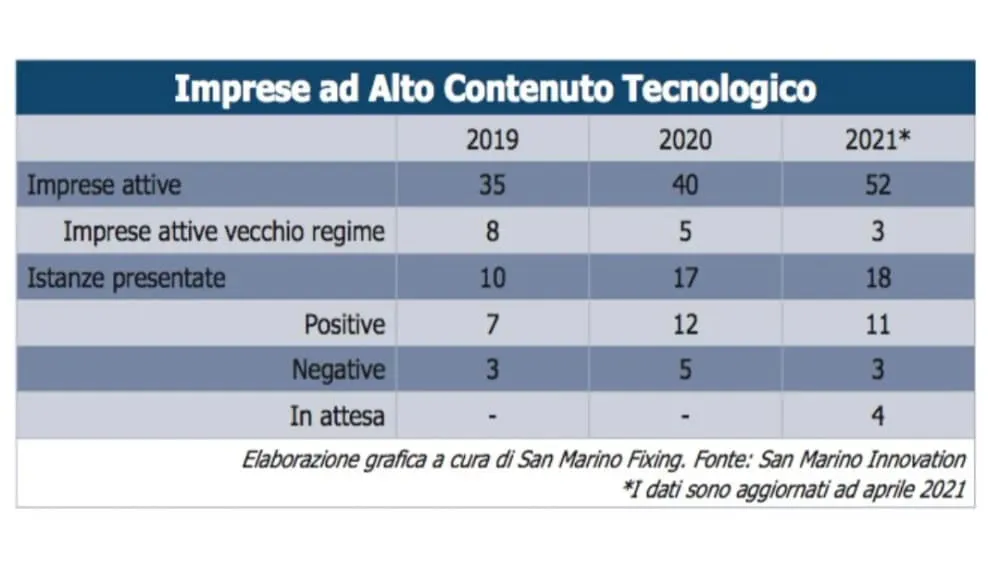 Imprese ad Alto Contenuto Tecnologico
2019 2020 2021*
Imprese attive 35 40 52
Imprese attive vecchio regime 8 5 3
Istanze presentate 10 17 18
Positive 7 12 11
Negative 3 5 3
In attesa - - 4
Elaborazione grafica a cura di San Marino Fixing. Fonte: San Marino Innovation
*I dati sono aggiornati ad aprile 2021